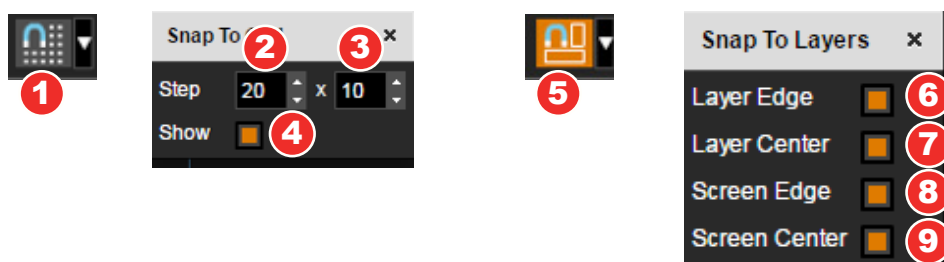 Snap To
2
3
×
1
Step 20 x 10
Show
4
5
Snap To Layers ×
Layer Edge
6
Layer Center
7
Screen Edge
8
Screen Center
9